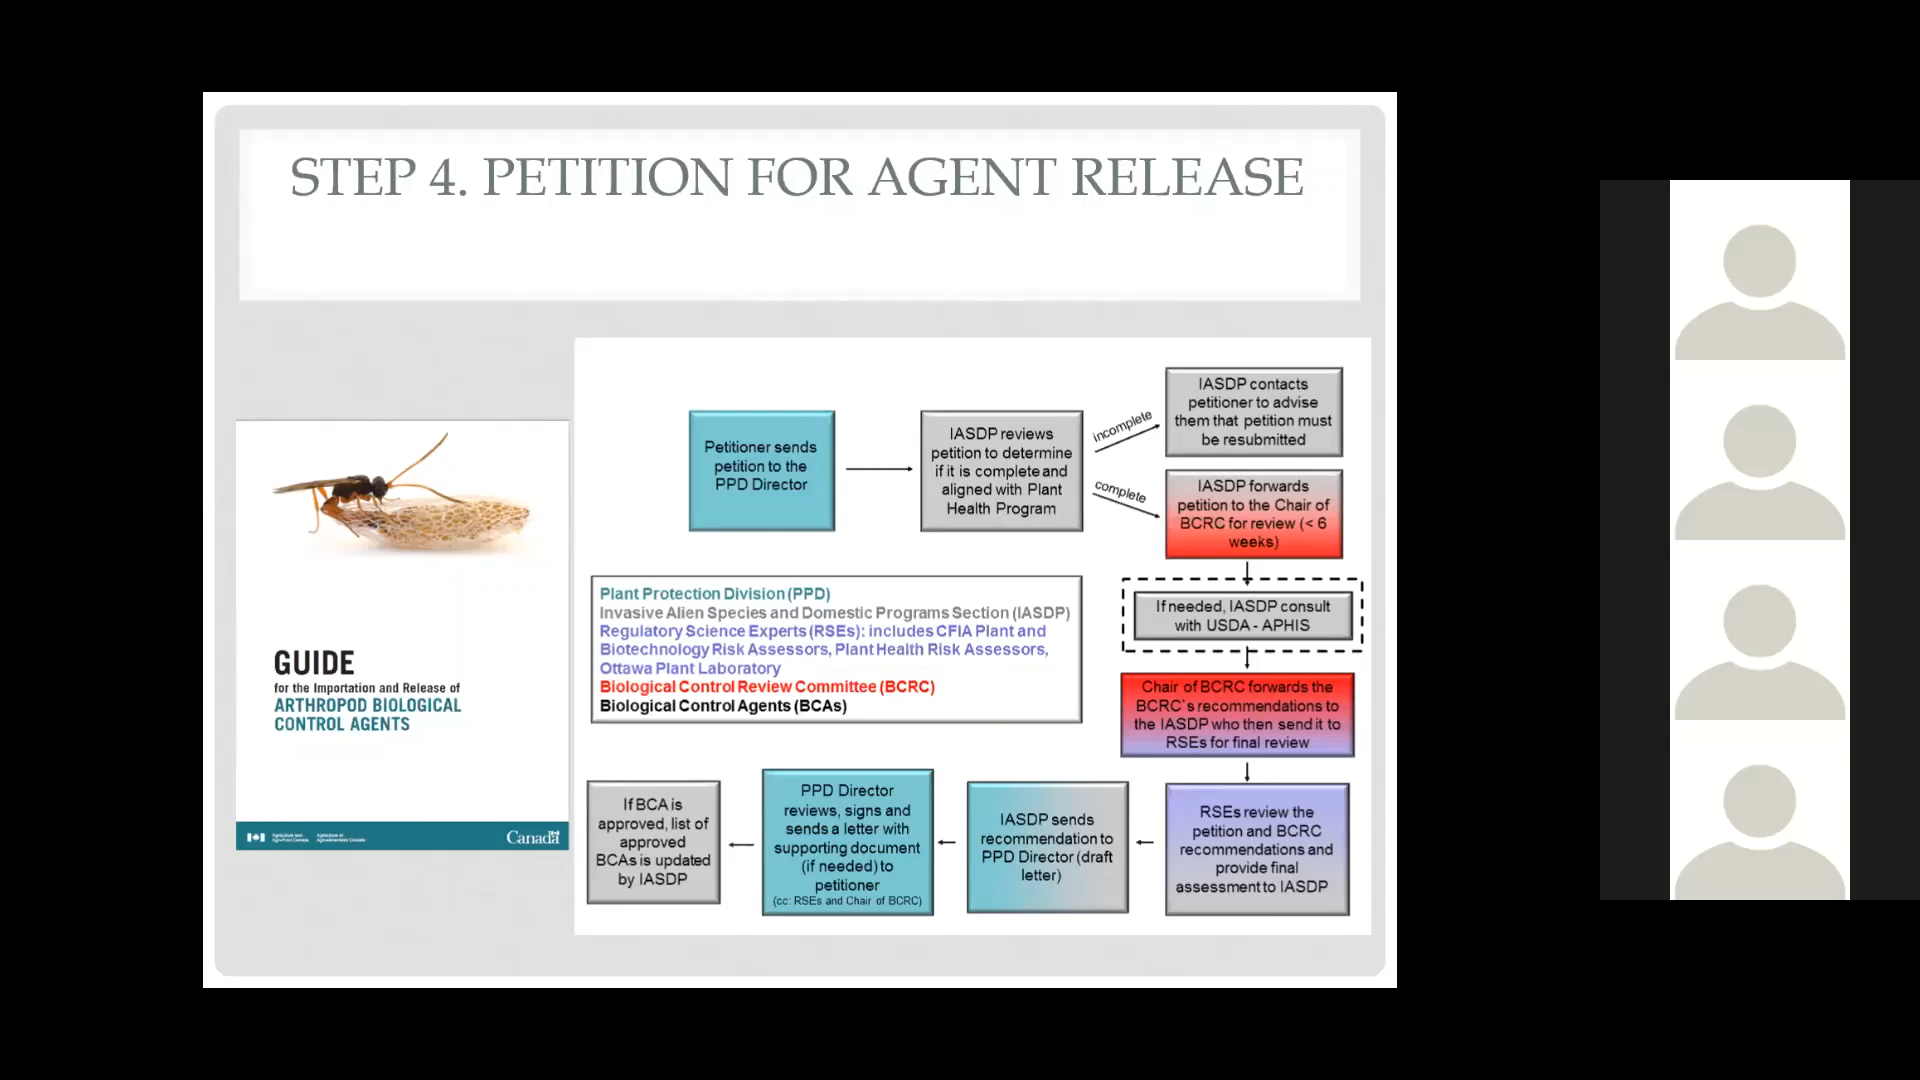 STEP 4. PETITION FOR AGENT RELEASE
GUIDE
for the Importation and Release of
ARTHROPOD BIOLOGICAL
CONTROL AGENTS
Canada
Petitioner sends
petition to the
PPD Director
IASDP reviews
petition to determine
if it is complete and
aligned with Plant
Health Program
incomplete
complete
IASDP contacts
petitioner to advise
them that petition must
be resubmitted
IASDP forwards
petition to the Chair of
BCRC for review (< 6
weeks)
If needed, IASDP consult
with USDA - APHIS
Plant Protection Division (PPD)
Invasive Alien Species and Domestic Programs Section (IASDP)
Regulatory Science Experts (RSEs): includes CFIA Plant and
Biotechnology Risk Assessors, Plant Health Risk Assessors,
Ottawa Plant Laboratory
Biological Control Review Committee (BCRC)
Biological Control Agents (BCAs)
Chair of BCRC forwards the
BCRC`s recommendations to
the IASDP who then send it to
RSEs for final review
RSEs review the
petition and BCRC
recommendations and
provide final
assessment to IASDP
IASDP sends
recommendation to
PPD Director (draft
letter)
PPD Director
reviews, signs and
sends a letter with
supporting document
(if needed) to
petitioner
(cc: RSEs and Chair of BCRC)
If BCA is
approved, list of
approved
BCAs is updated
by IASDP